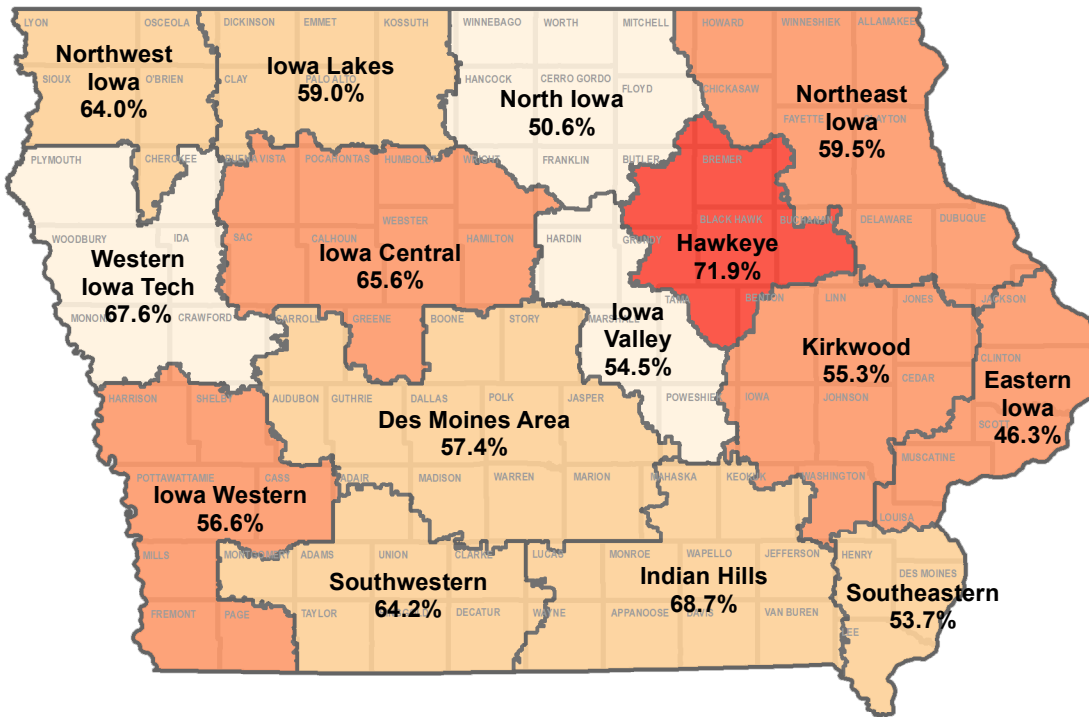 LYON OSCEOLA DICKINSON EMMET KOSSUTH WINNEBAGO WORTH MITCHELL HOWARD WINNESHIEK ALLAMAKEE
Northwest
Iowa
64.0%
Iowa Lakes
59.0%
SIOUX O'BRIEN CLAY PALO ALTO HANCOCK CERRO GORDO
FLOYD CHICKASAW
North Iowa
50.6%
Northeast
Iowa
59.5%
FAYETTE CLAYTON
PLYMOUTH CHEROKEE BUENA VISTA POCAHONTAS HUMBOLDT WRIGHT FRANKLIN BUTLER BREMER
WEBSTER
BLACK HAWK BUCHANAN DELAWARE DUBUQUE
WOODBURY IDA SAC CALHOUN HAMILTON HARDIN GRUNDY
Western
Iowa Tech
67.6%
Iowa Central
65.6%
Hawkeye
71.9%
TAMA BENTON LINN JONES JACKSON
MONONA CRAWFORD CARROLL GREENE BOONE STORY MARSHALL
Iowa
Valley
54.5%
Kirkwood
55.3%
CLINTON
CEDAR
Eastern
Iowa
46.3%
SCOTT
HARRISON SHELBY AUDUBON GUTHRIE DALLAS POLK JASPER POWESHIEK IOWA JOHNSON
Des Moines Area
57.4%
MUSCATINE
POTTAWATTAMIE CASS ADAIR MADISON WARREN MARION MAHASKA KEOKUK WASHINGTON
Iowa Western
56.6%
LOUISA
MILLS MONTGOMERY ADAMS UNION CLARKE LUCAS MONROE WAPELLO JEFFERSON HENRY
DES MOINES
Southwestern
64.2%
Indian Hills
68.7%
Southeastern
53.7%
FREMONT PAGE TAYLOR DECATUR WAYNE APPANOOSE DAVIS VAN BUREN
LEE